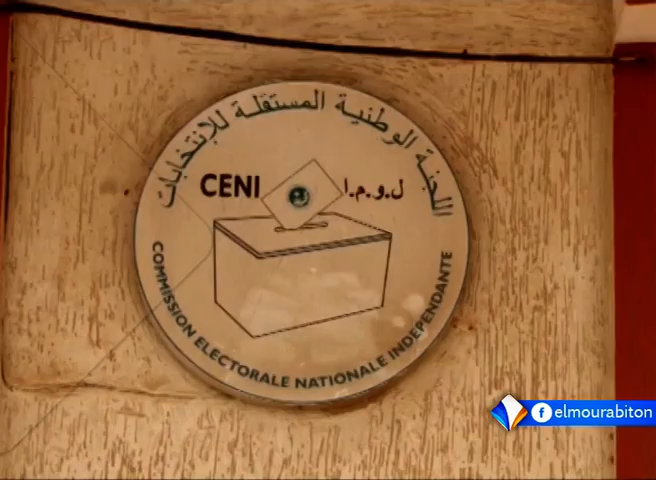 اللجنة الوطنية المستقلة للإنتخابات
CENI
ل.و.م.ا
COMMISSION ELECTORALE NATIONALE INDEPENDANTE
elmourabiton